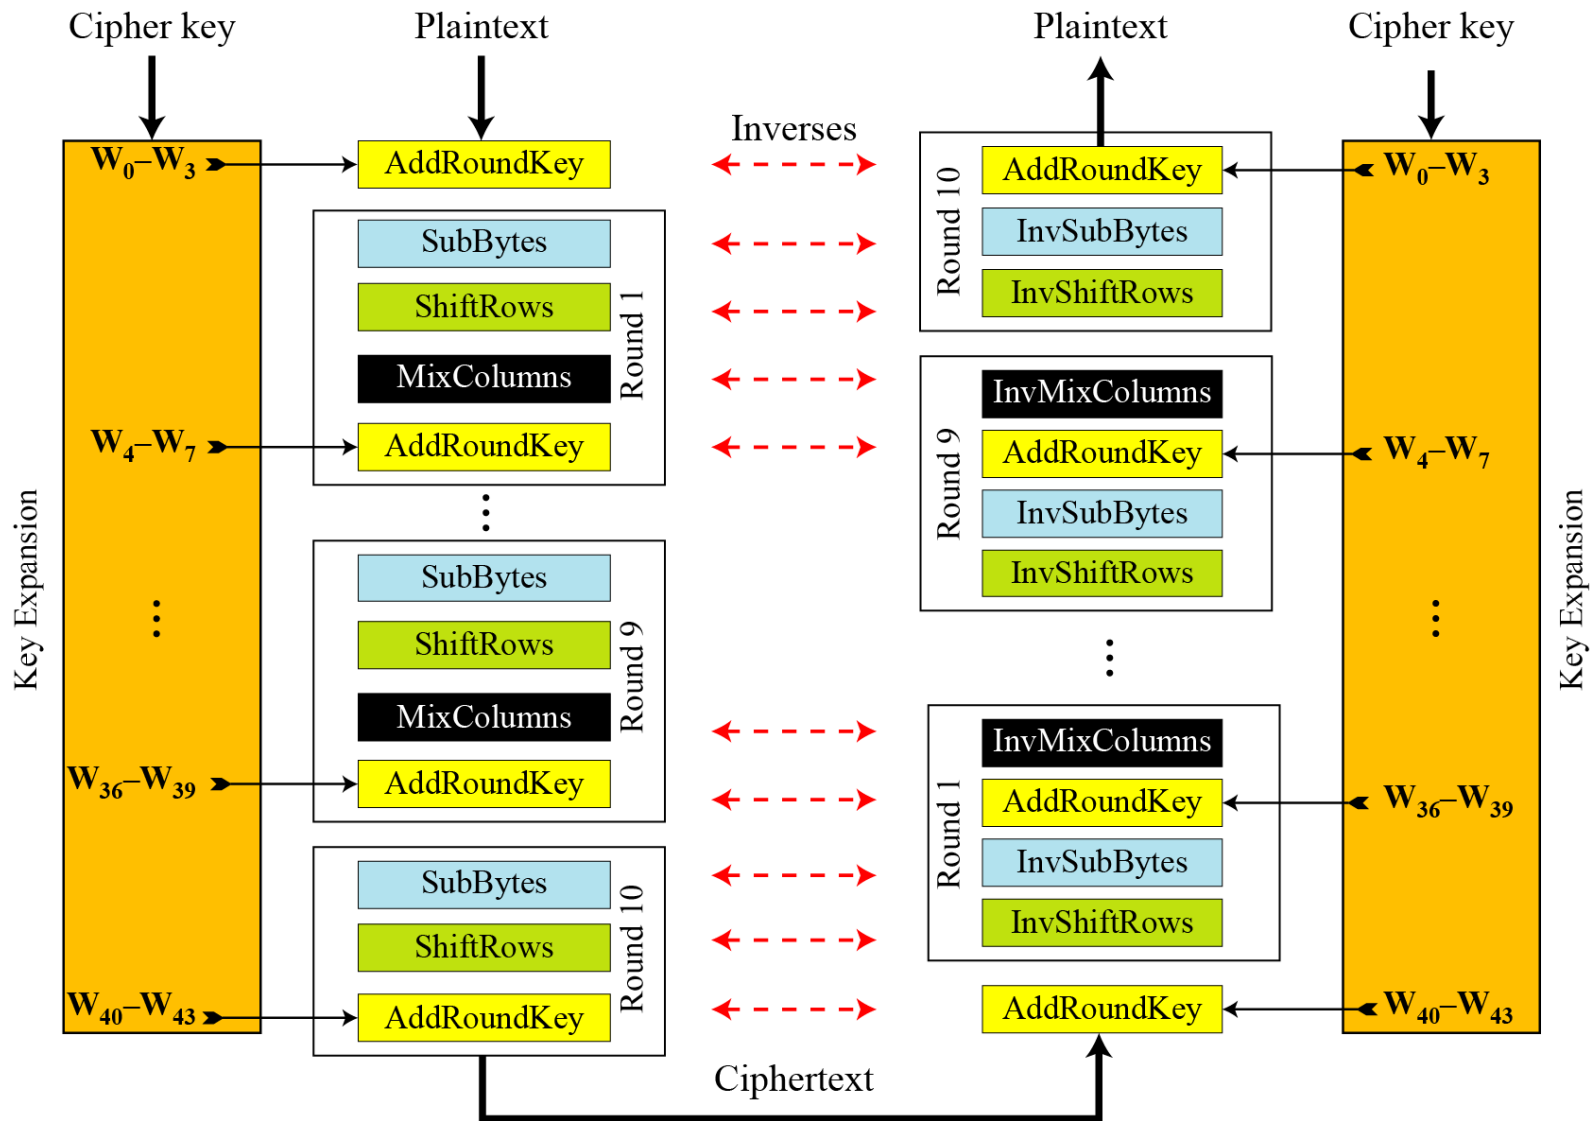 Cipher key
Plaintext
Plaintext
Cipher key
Inverses
Key Expansion
W0–W3
W4–W7
W36–W39
W40–W43
AddRoundKey
Round 1
SubBytes
ShiftRows
MixColumns
AddRoundKey
Round 9
SubBytes
ShiftRows
MixColumns
AddRoundKey
Round 10
SubBytes
ShiftRows
AddRoundKey
Ciphertext
Round 10
AddRoundKey
InvSubBytes
InvShiftRows
Round 9
InvMixColumns
AddRoundKey
InvSubBytes
InvShiftRows
Round 1
InvMixColumns
AddRoundKey
InvSubBytes
InvShiftRows
AddRoundKey
W0–W3
W4–W7
W36–W39
W40–W43
Key Expansion